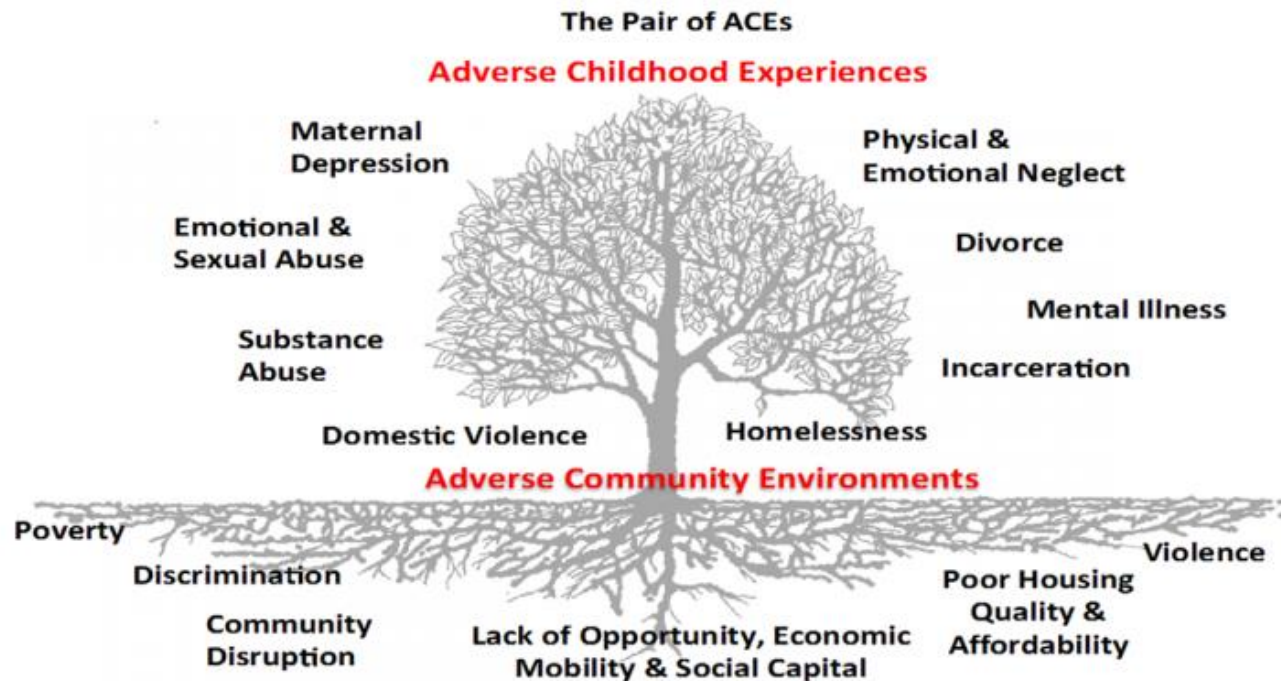 The Pair of ACEs
Adverse Childhood Experiences
Maternal
Depression
Physical &
Emotional Neglect
Emotional &
Sexual Abuse
Divorce
Mental Illness
Substance
Abuse
Incarceration
Domestic Violence
Homelessness
Adverse Community Environments
Poverty
Violence
Discrimination
Poor Housing
Quality &
Affordability
Community
Disruption
Lack of Opportunity, Economic
Mobility & Social Capital